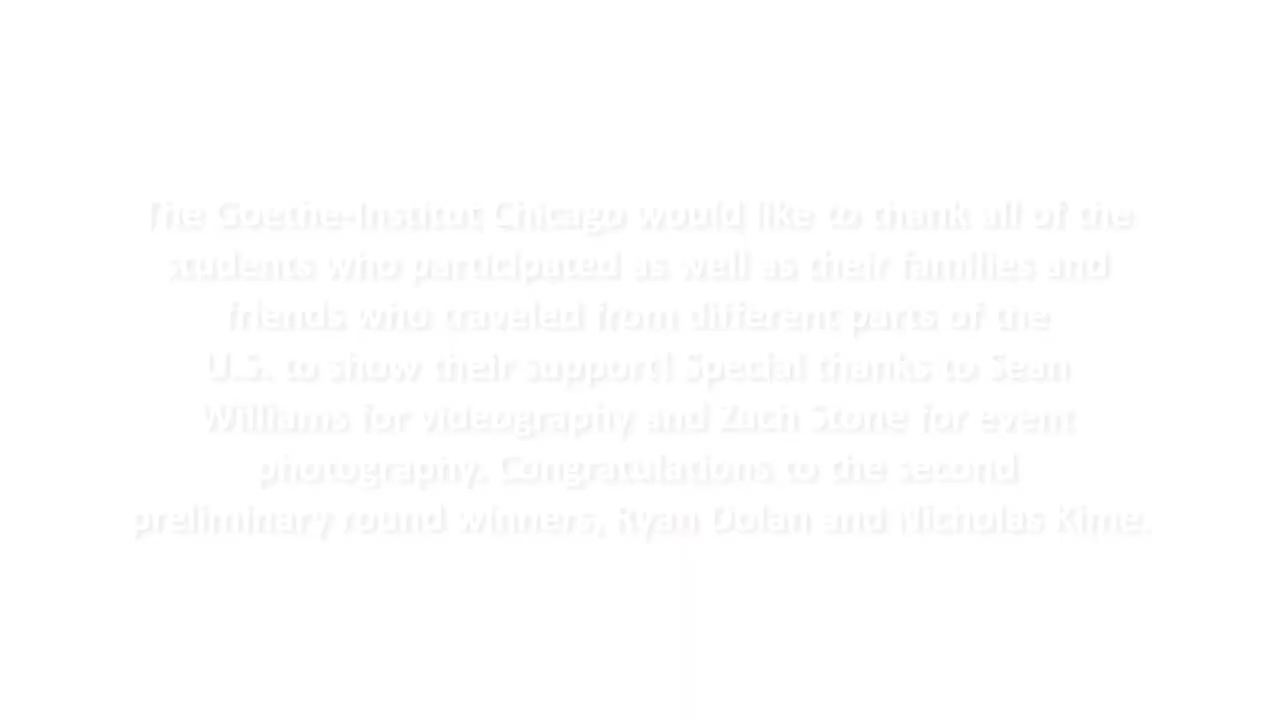 The Goethe-Institut Chicago would like to thank all of the
students who participated as well as their families and
friends who traveled from different parts of the
U.S. to show their support! Special thanks to Sean
Williams for videography and Zach Stone for event
photography. Congratulations to the second
preliminary round winners, Ryan Dolan and Nicholas Kime.